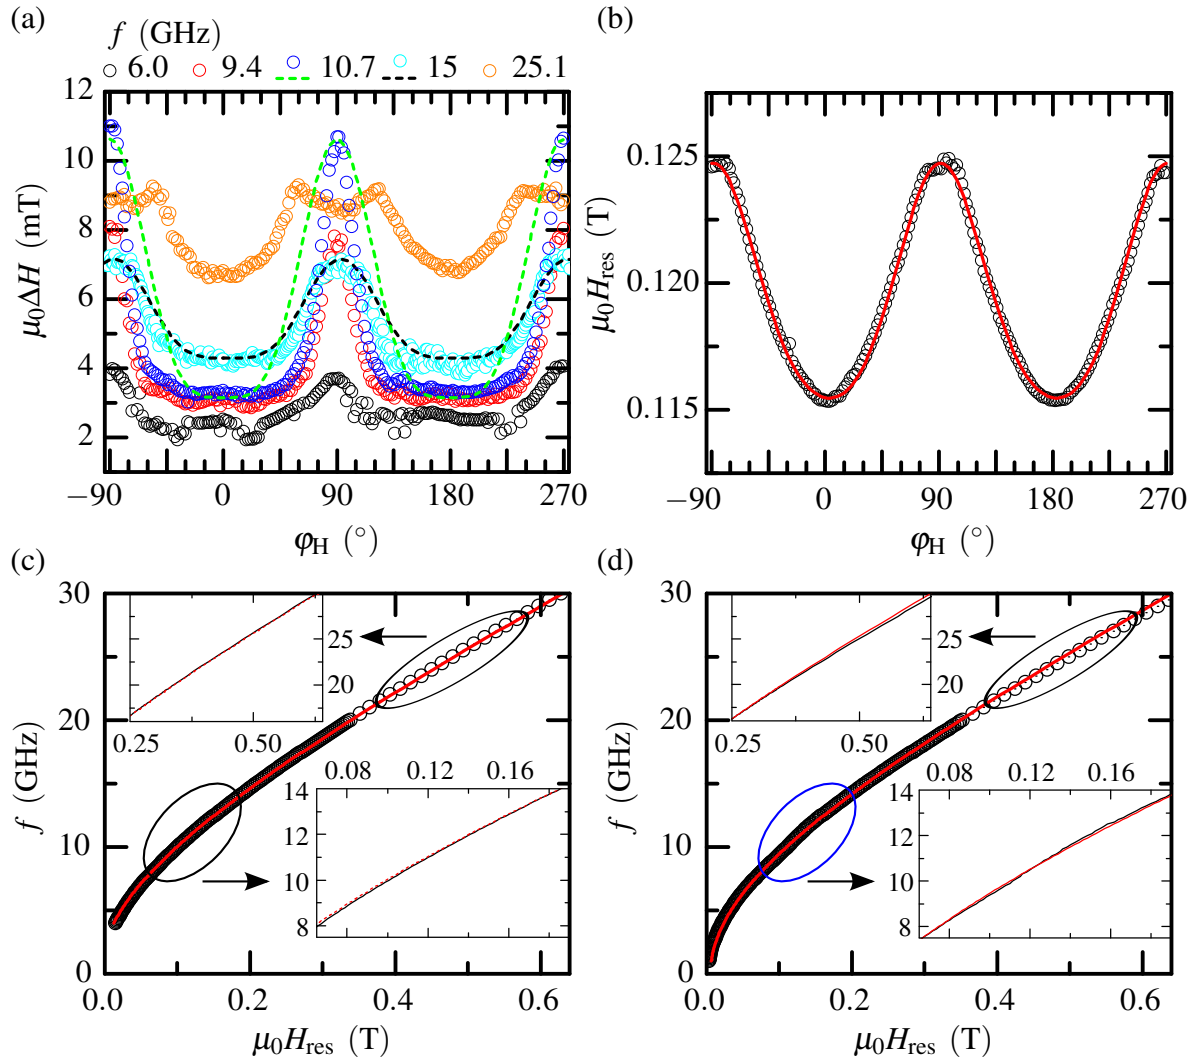 (a)
f (GHz)
6.0 9.4 10.7 15 25.1
12
10
8
6
4
2
μ₀ΔH (mT)
−90 0 90 180 270
φH (°)
(b)
0.125
0.120
0.115
μ₀Hres (T)
−90 0 90 180 270
φH (°)
(c)
30
20
10
0
f (GHz)
25
20
0.25 0.50
0.08 0.12 0.16
14
12
10
8
0.0 0.2 0.4 0.6
μ₀Hres (T)
(d)
30
20
10
0
f (GHz)
25
20
0.25 0.50
0.08 0.12 0.16
14
12
10
8
0.0 0.2 0.4 0.6
μ₀Hres (T)